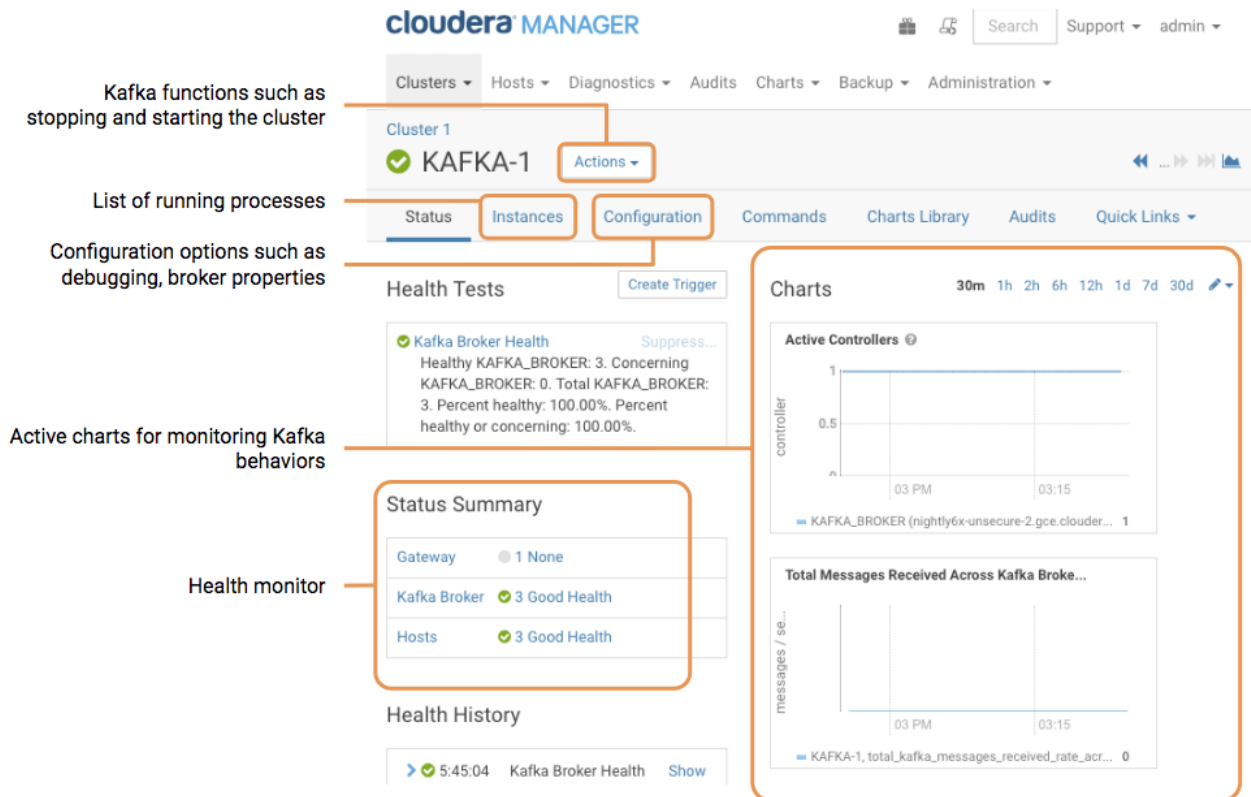 cloudera MANAGER
Search
Support
admin
Clusters
Hosts
Diagnostics
Audits
Charts
Backup
Administration
Kafka functions such as
stopping and starting the cluster
Cluster 1
KAFKA-1
Actions
...
List of running processes
Status
Instances
Configuration
Commands
Charts Library
Audits
Quick Links
Configuration options such as
debugging, broker properties
Health Tests
Create Trigger
Kafka Broker Health
Suppress...
Healthy KAFKA_BROKER: 3. Concerning
KAFKA_BROKER: 0. Total KAFKA_BROKER:
3. Percent healthy: 100.00%. Percent
healthy or concerning: 100.00%.
Charts
30m 1h 2h 6h 12h 1d 7d 30d
Active Controllers
controller
1
0.5
0
03 PM
03:15
KAFKA_BROKER (nightly6x-unsecure-2.gce.clouder... 1
Active charts for monitoring Kafka
behaviors
Status Summary
Gateway
1 None
Kafka Broker
3 Good Health
Hosts
3 Good Health
Health monitor
Total Messages Received Across Kafka Broke...
messages / se...
03 PM
03:15
KAFKA-1, total_kafka_messages_received_rate_acr... 0
Health History
5:45:04
Kafka Broker Health
Show